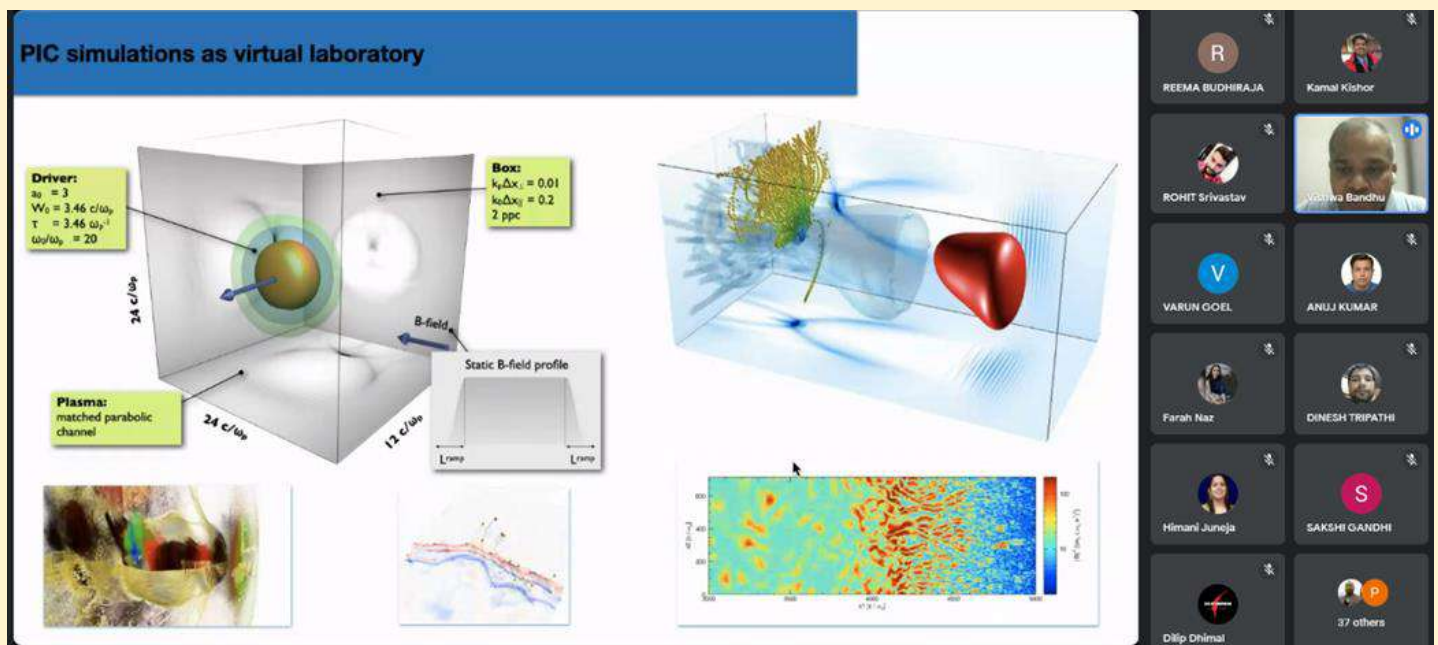 PIC simulations as virtual laboratory
Driver:
a₀ = 3
W₀ = 3.46 c/ωₚ
τ = 3.46 ωₚ⁻¹
ω₀/ωₚ = 20
Box:
kₚΔx⊥ = 0.01
k₀Δx|| = 0.2
2 ppc
24 c/ωₚ
B-field
Static B-field profile
Lʳᵃᵐᵖ
Lʳᵃᵐᵖ
Plasma:
matched parabolic
channel
24 c/ωₚ
12 c/ωₚ
R
REEMA BUDHIRAJA
Kamal Kishor
ROHIT Srivastav
Vishwa Bandhu
V
VARUN GOEL
ANUJ KUMAR
Farah Naz
DINESH TRIPATHI
Himani Juneja
S
SAKSHI GANDHI
Dilip Dhimal
P
37 others